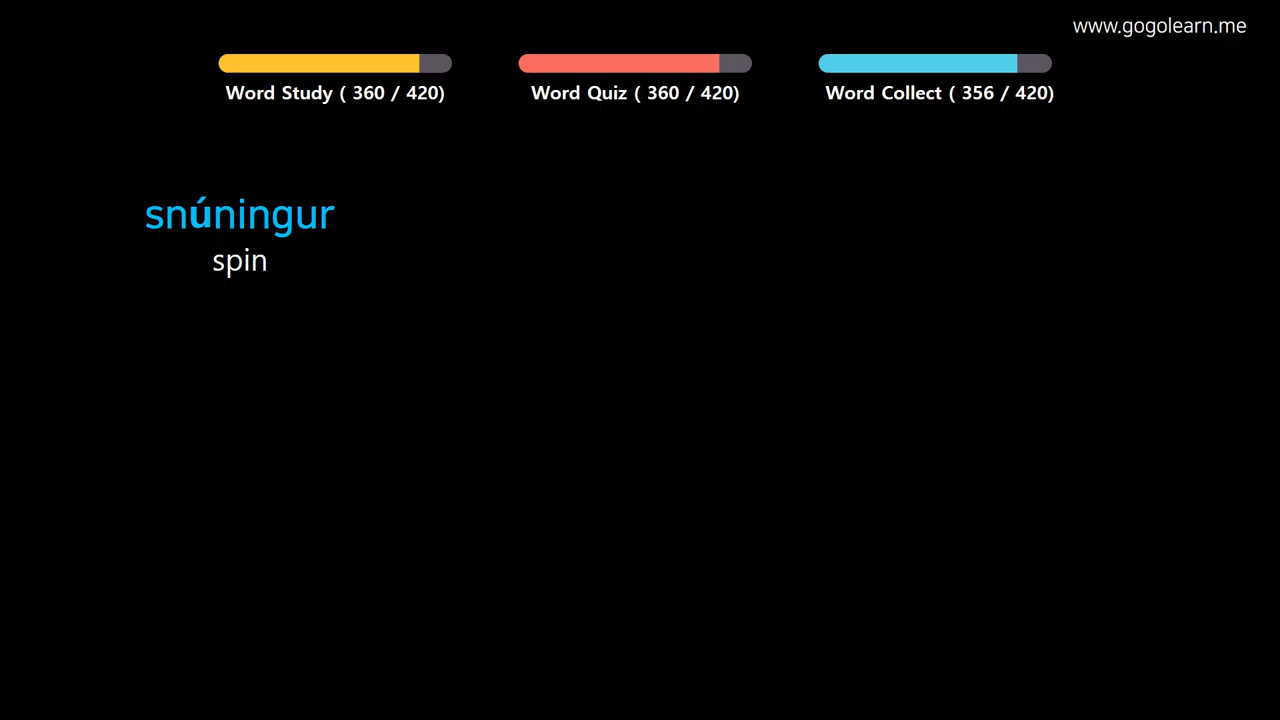 www.gogolearn.me
Word Study ( 360 / 420)
Word Quiz ( 360 / 420)
Word Collect ( 356 / 420)
snúningur
spin